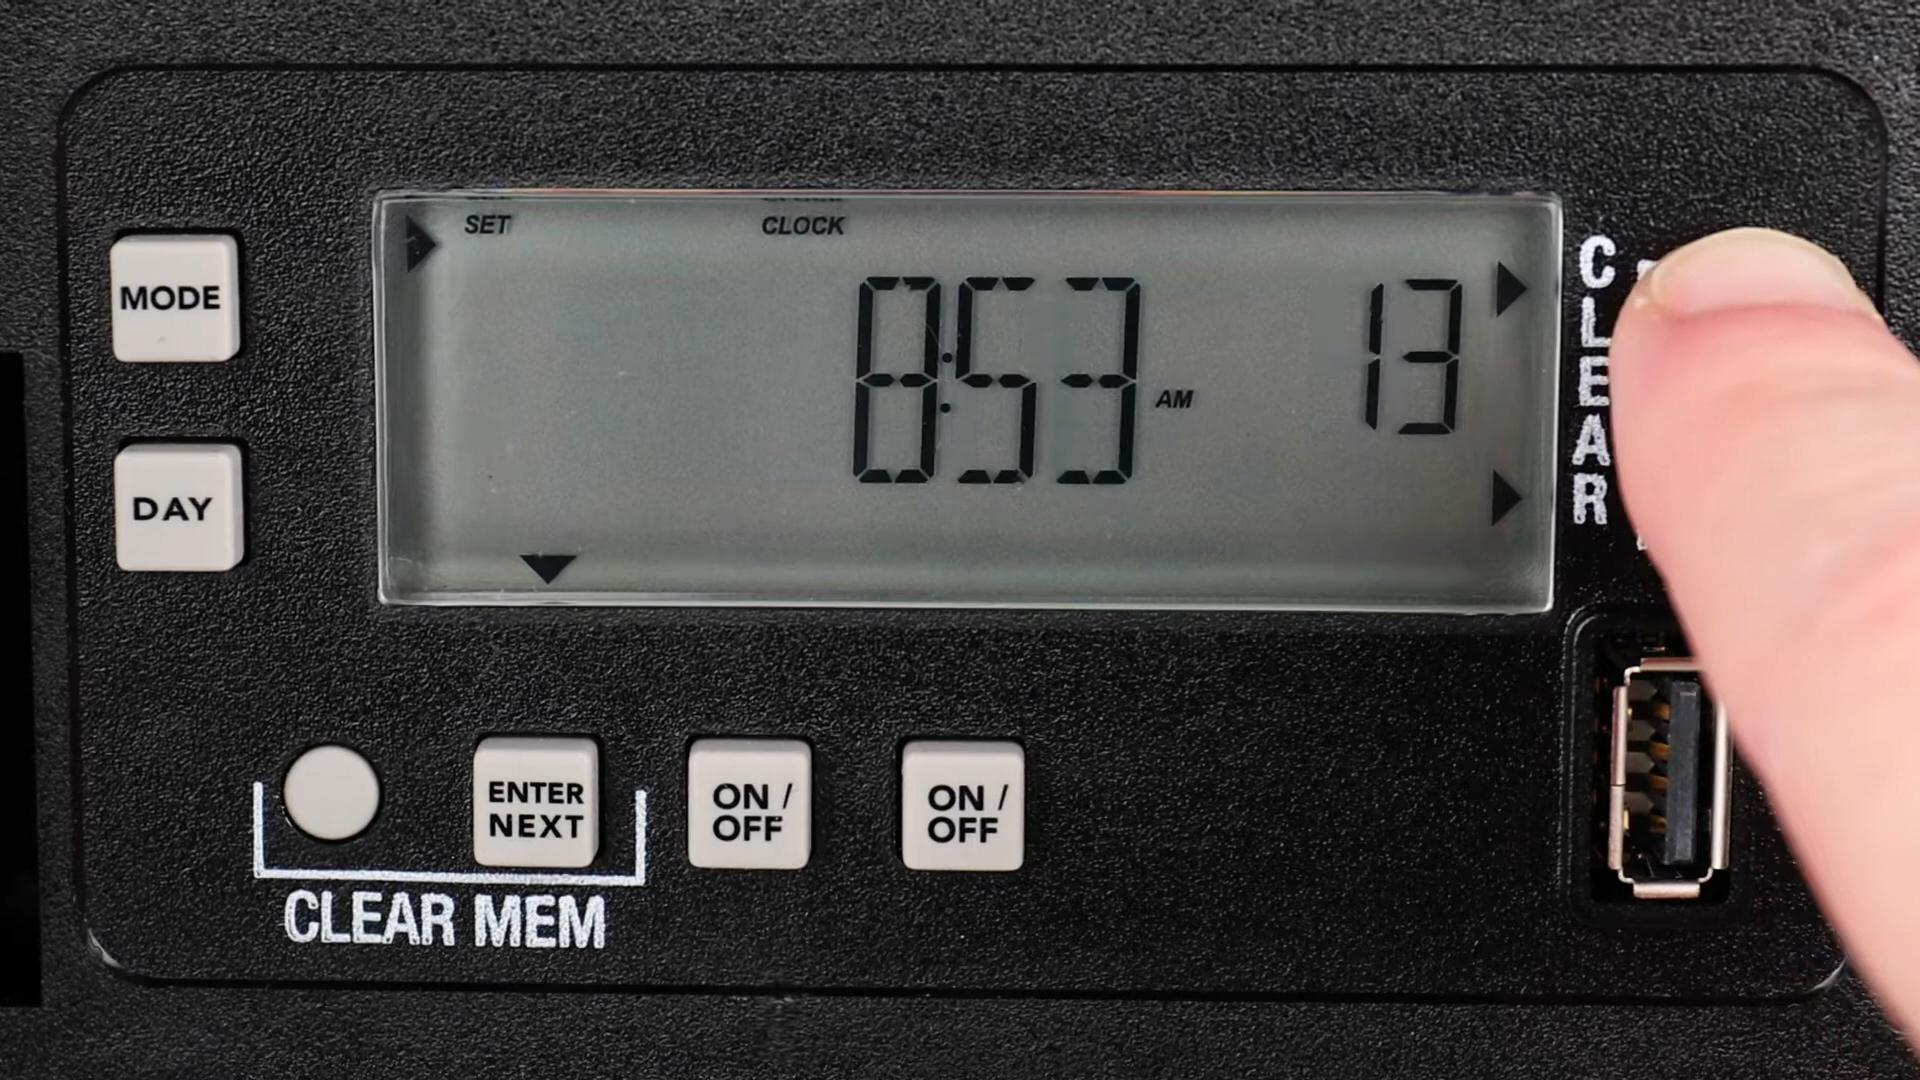 SET CLOCK
MODE
8:53 AM 13
CLEAR
DAY
ENTER
NEXT
ON /
OFF
ON /
OFF
CLEAR MEM